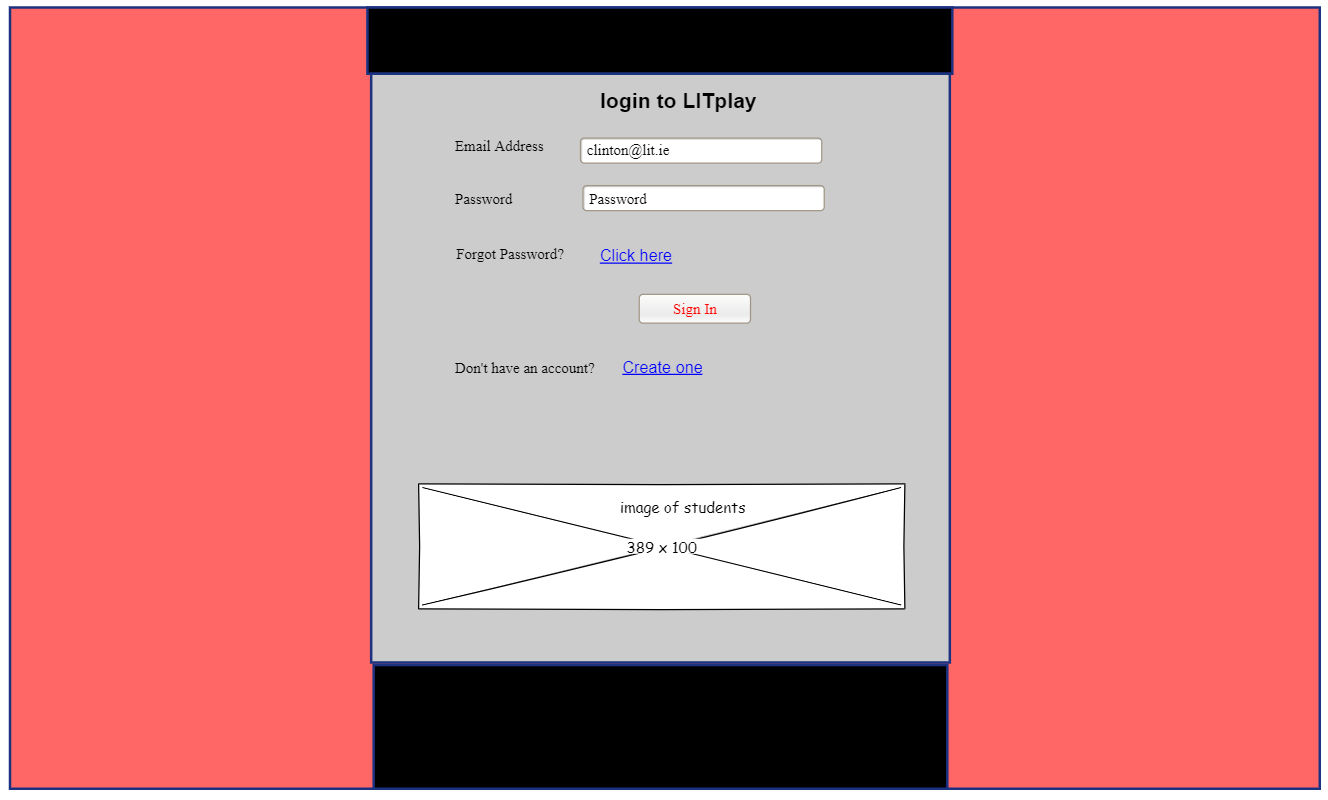 login to LITplay
Email Address clinton@lit.ie
Password Password
Forgot Password? Click here
Sign In
Don't have an account? Create one
image of students
389 x 100